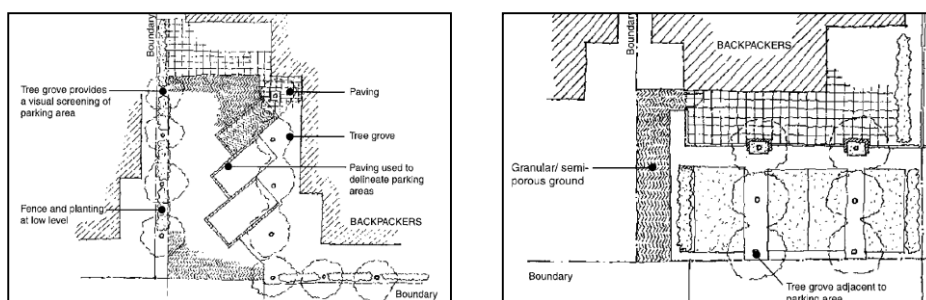 Boundary
Tree grove provides
a visual screening of
parking area
Paving
Tree grove
Paving used to
delineate parking
areas
Fence and planting
at low level
BACKPACKERS
Boundary
Boundary
BACKPACKERS
Granular/ semi-
porous ground
Boundary
Tree grove adjacent to
parking area